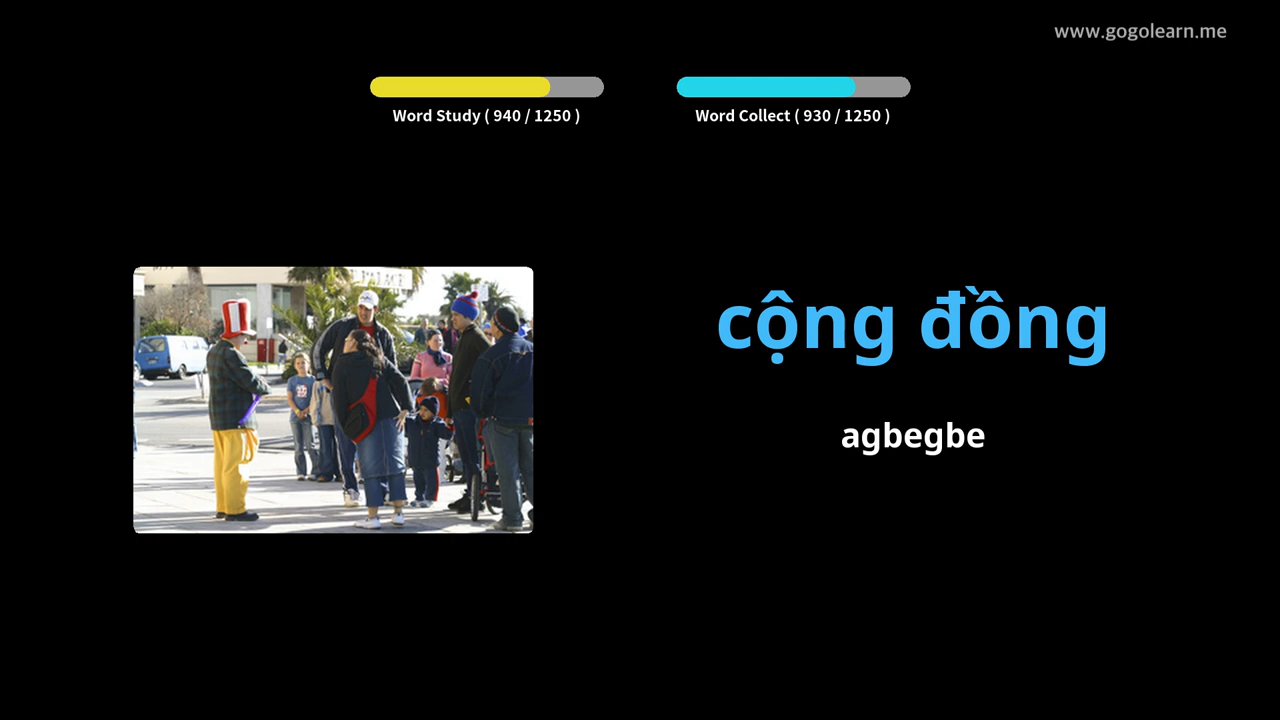 www.gogolearn.me
Word Study ( 940 / 1250 )
Word Collect ( 930 / 1250 )
cộng đồng
agbegbe